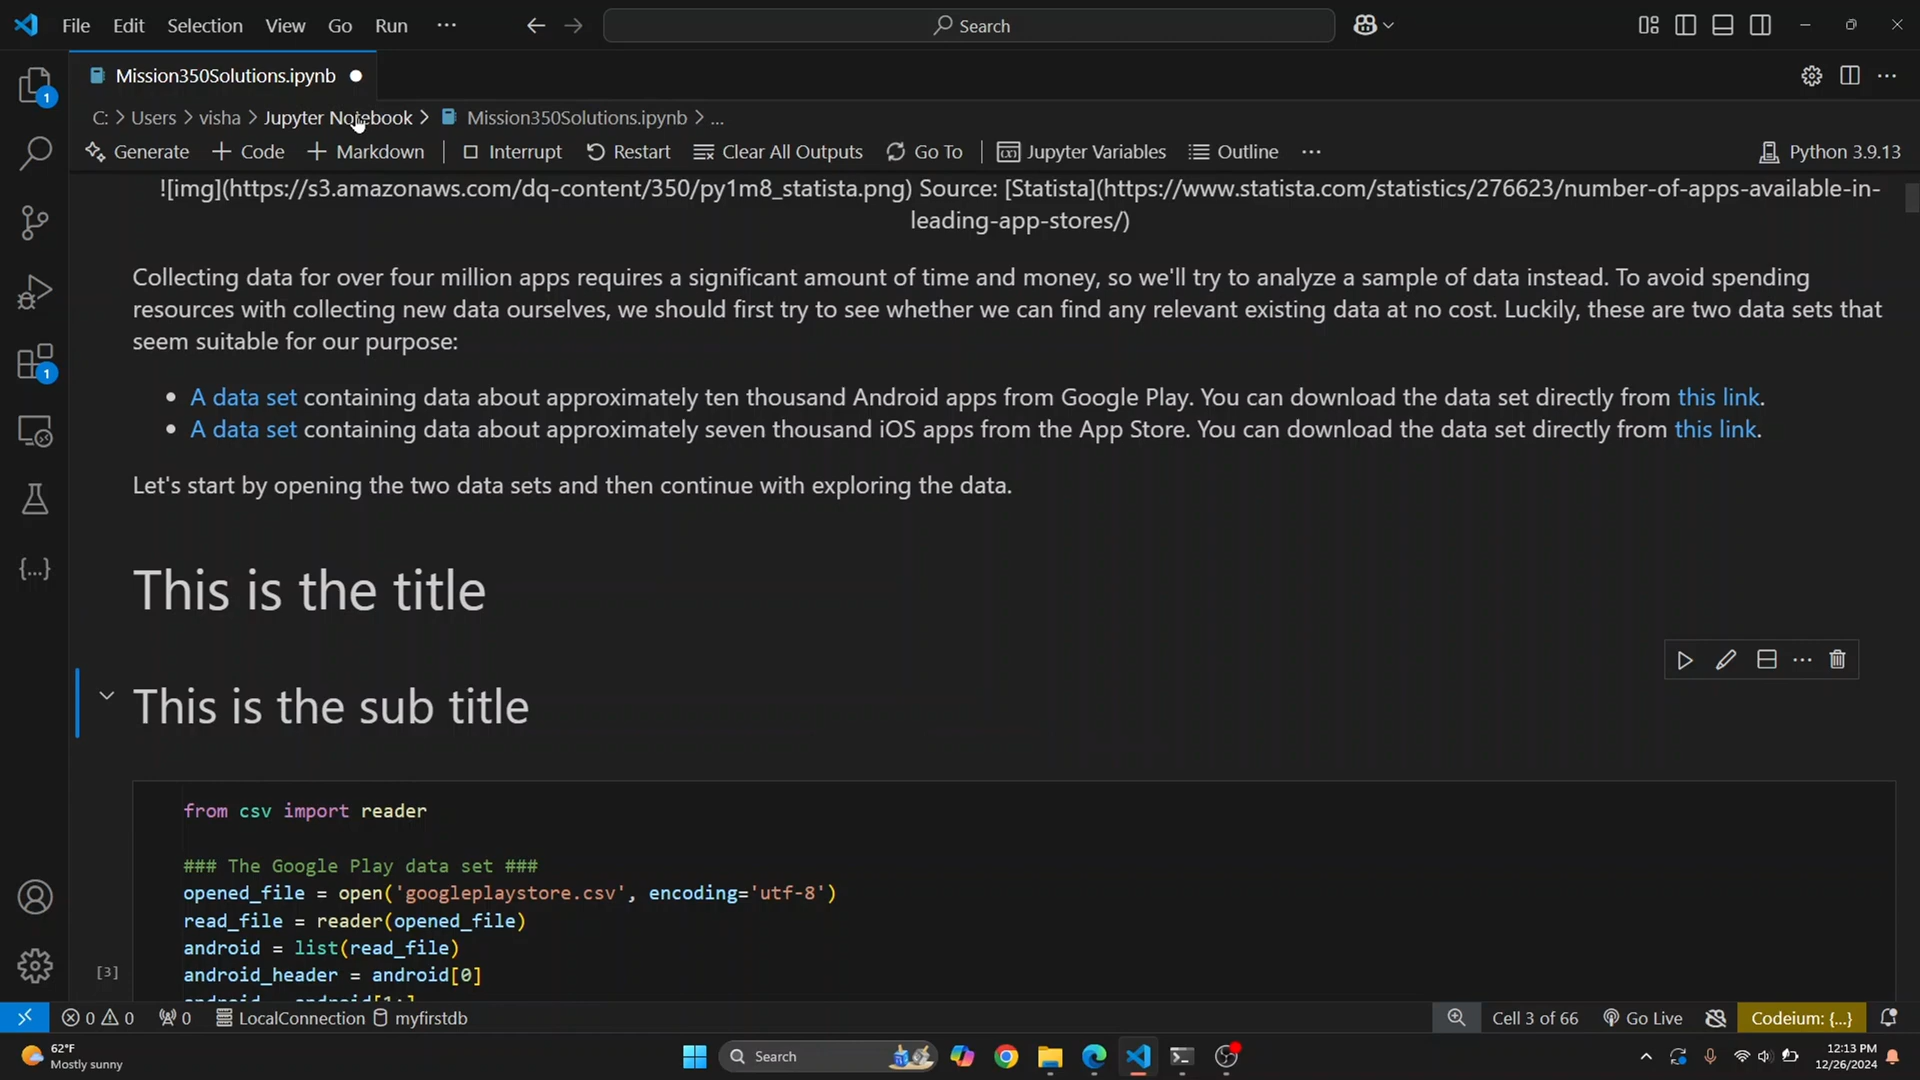 File Edit Selection View Go Run ··· Search
Mission350Solutions.ipynb
C: > Users > visha > Jupyter Notebook > Mission350Solutions.ipynb > ...
Generate + Code + Markdown Interrupt Restart Clear All Outputs Go To Jupyter Variables Outline ··· Python 3.9.13
![img](https://s3.amazonaws.com/dq-content/350/py1m8_statista.png) Source: [Statista](https://www.statista.com/statistics/276623/number-of-apps-available-in-
leading-app-stores/)
Collecting data for over four million apps requires a significant amount of time and money, so we'll try to analyze a sample of data instead. To avoid spending
resources with collecting new data ourselves, we should first try to see whether we can find any relevant existing data at no cost. Luckily, these are two data sets that
seem suitable for our purpose:
• A data set containing data about approximately ten thousand Android apps from Google Play. You can download the data set directly from this link.
• A data set containing data about approximately seven thousand iOS apps from the App Store. You can download the data set directly from this link.
Let's start by opening the two data sets and then continue with exploring the data.
This is the title
This is the sub title
from csv import reader
### The Google Play data set ###
opened_file = open('googleplaystore.csv', encoding='utf-8')
read_file = reader(opened_file)
android = list(read_file)
[3] android_header = android[0]
android = android[1:]
0 0 0 LocalConnection myfirstdb Cell 3 of 66 Go Live Codeium: {...}
1
1
62°F
Mostly sunny
Search
12:13 PM
12/26/2024